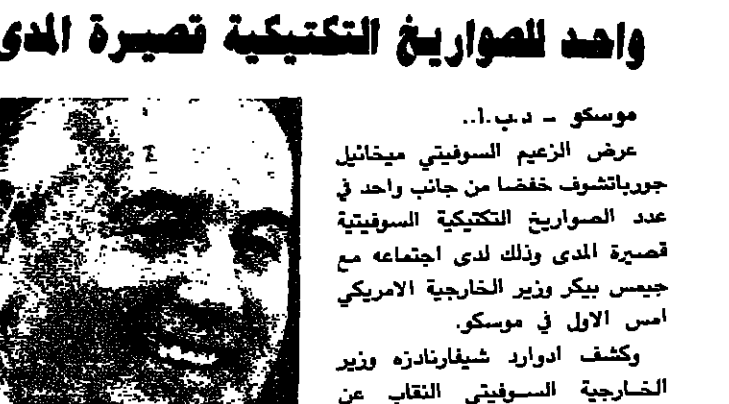 واحد للصواريخ التكتيكية قصيرة المدى
موسكو - د.ب.ا..
عرض الزعيم السوفيتي ميخائيل
جورباتشوف خفضا من جانب واحد في
عدد الصواريخ التكتيكية السوفيتية
قصيرة المدى وذلك لدى اجتماعه مع
جيمس بيكر وزير الخارجية الامريكي
امس الاول في موسكو.
وكشف ادوارد شيفارنادزه وزير
الخارجية السوفيتي النقاب عن